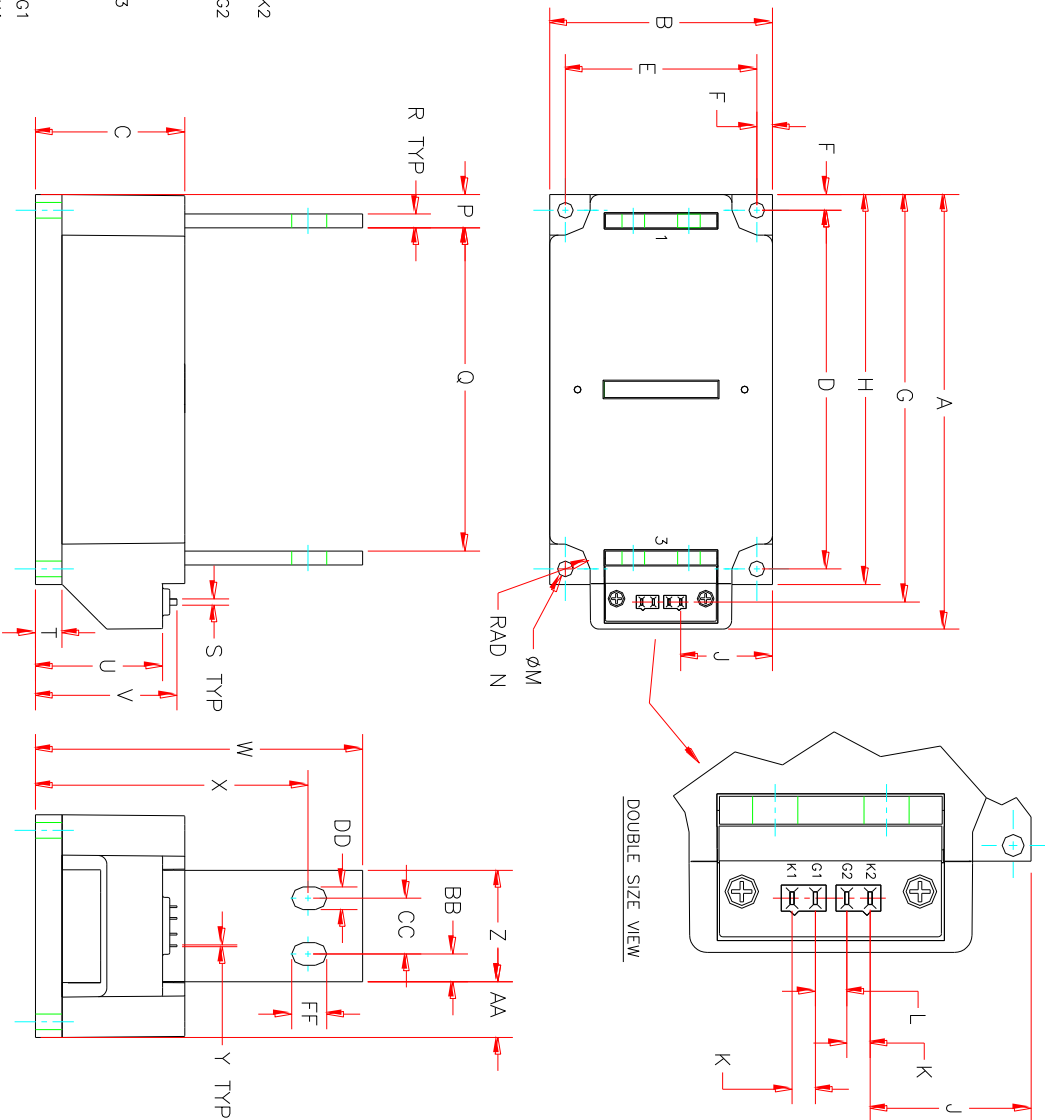 K2
G2
3
G1
B
E
F
F
D
H
G
A
1
3
J
RAD N
ØM
C
R TYP
P
Q
S TYP
T
U
V
DOUBLE SIZE VIEW
K1
G1
G2
K2
L
K
K
J
W
X
DD
BB
CC
Z
AA
FF
Y TYP